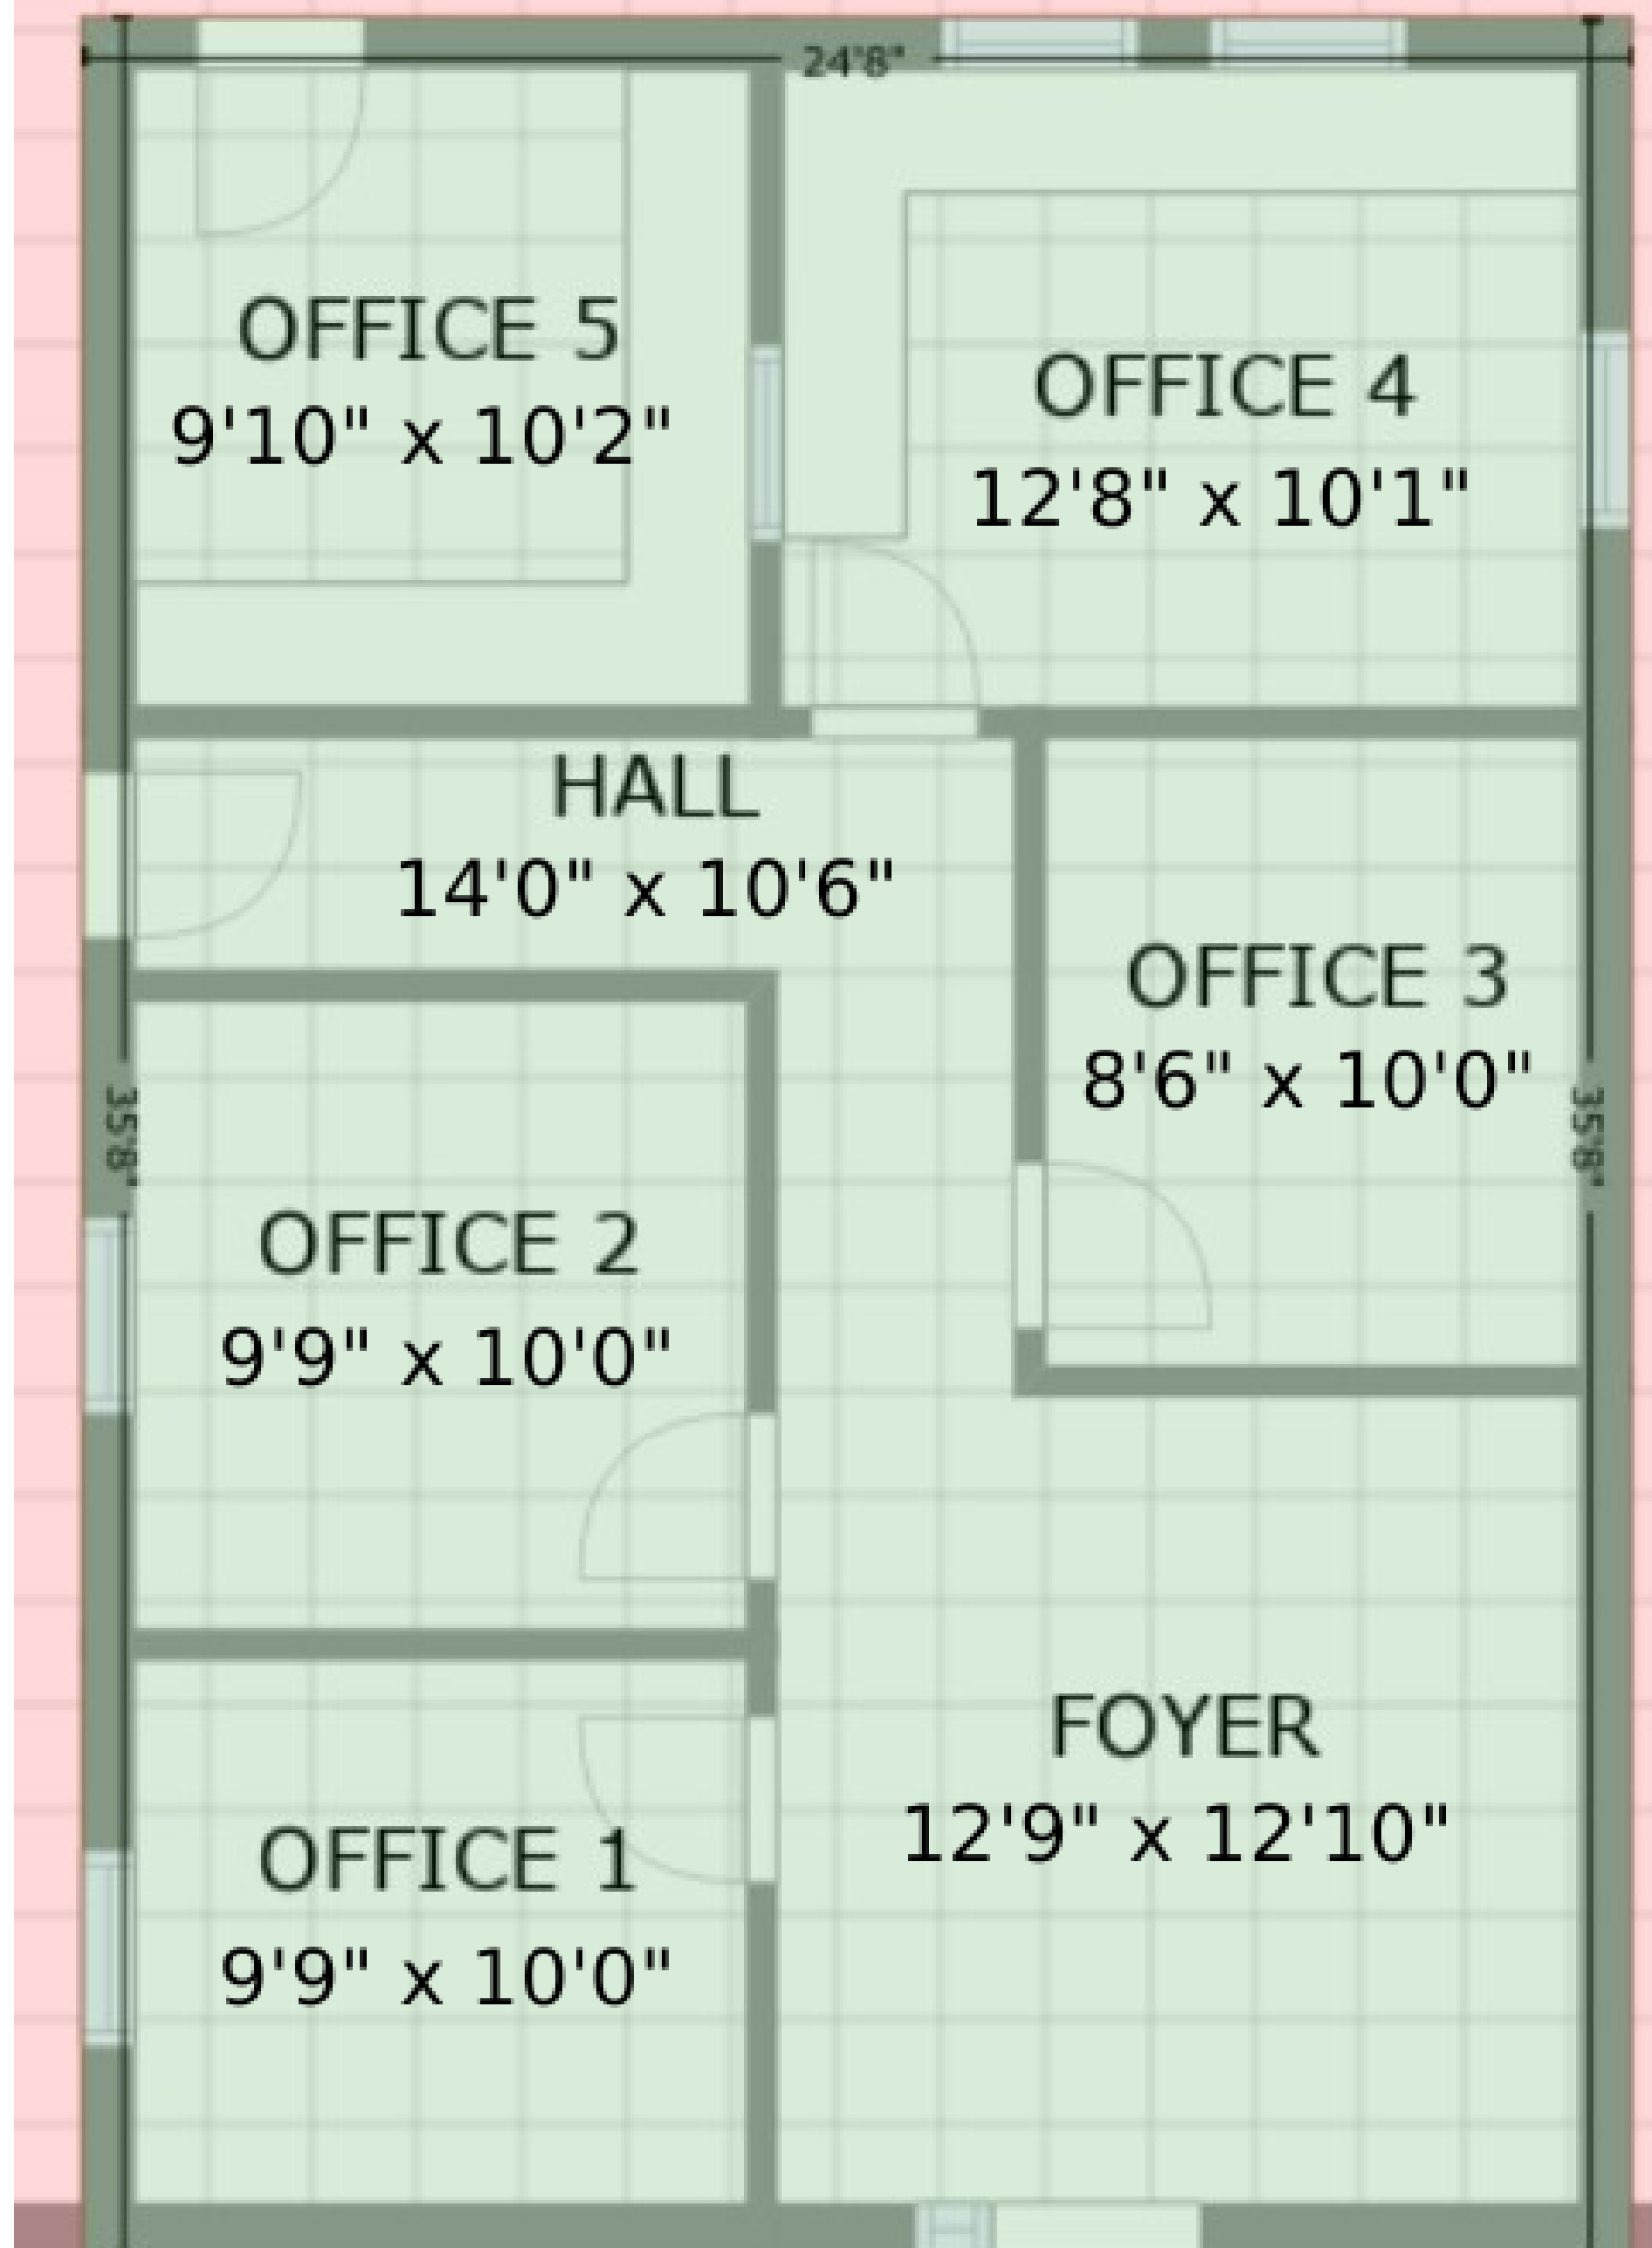 24'8"
OFFICE 5
9'10" x 10'2"
OFFICE 4
12'8" x 10'1"
HALL
14'0" x 10'6"
OFFICE 3
8'6" x 10'0"
35'8"
35'8"
OFFICE 2
9'9" x 10'0"
FOYER
12'9" x 12'10"
OFFICE 1
9'9" x 10'0"